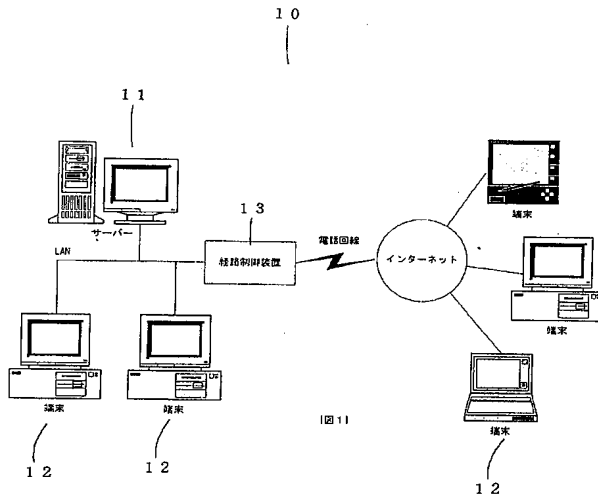 10
11
サーバー
LAN
13
経路制御装置
電話回線
インターネット
端末
端末
端末
端末
端末
12
12
12
[図1]